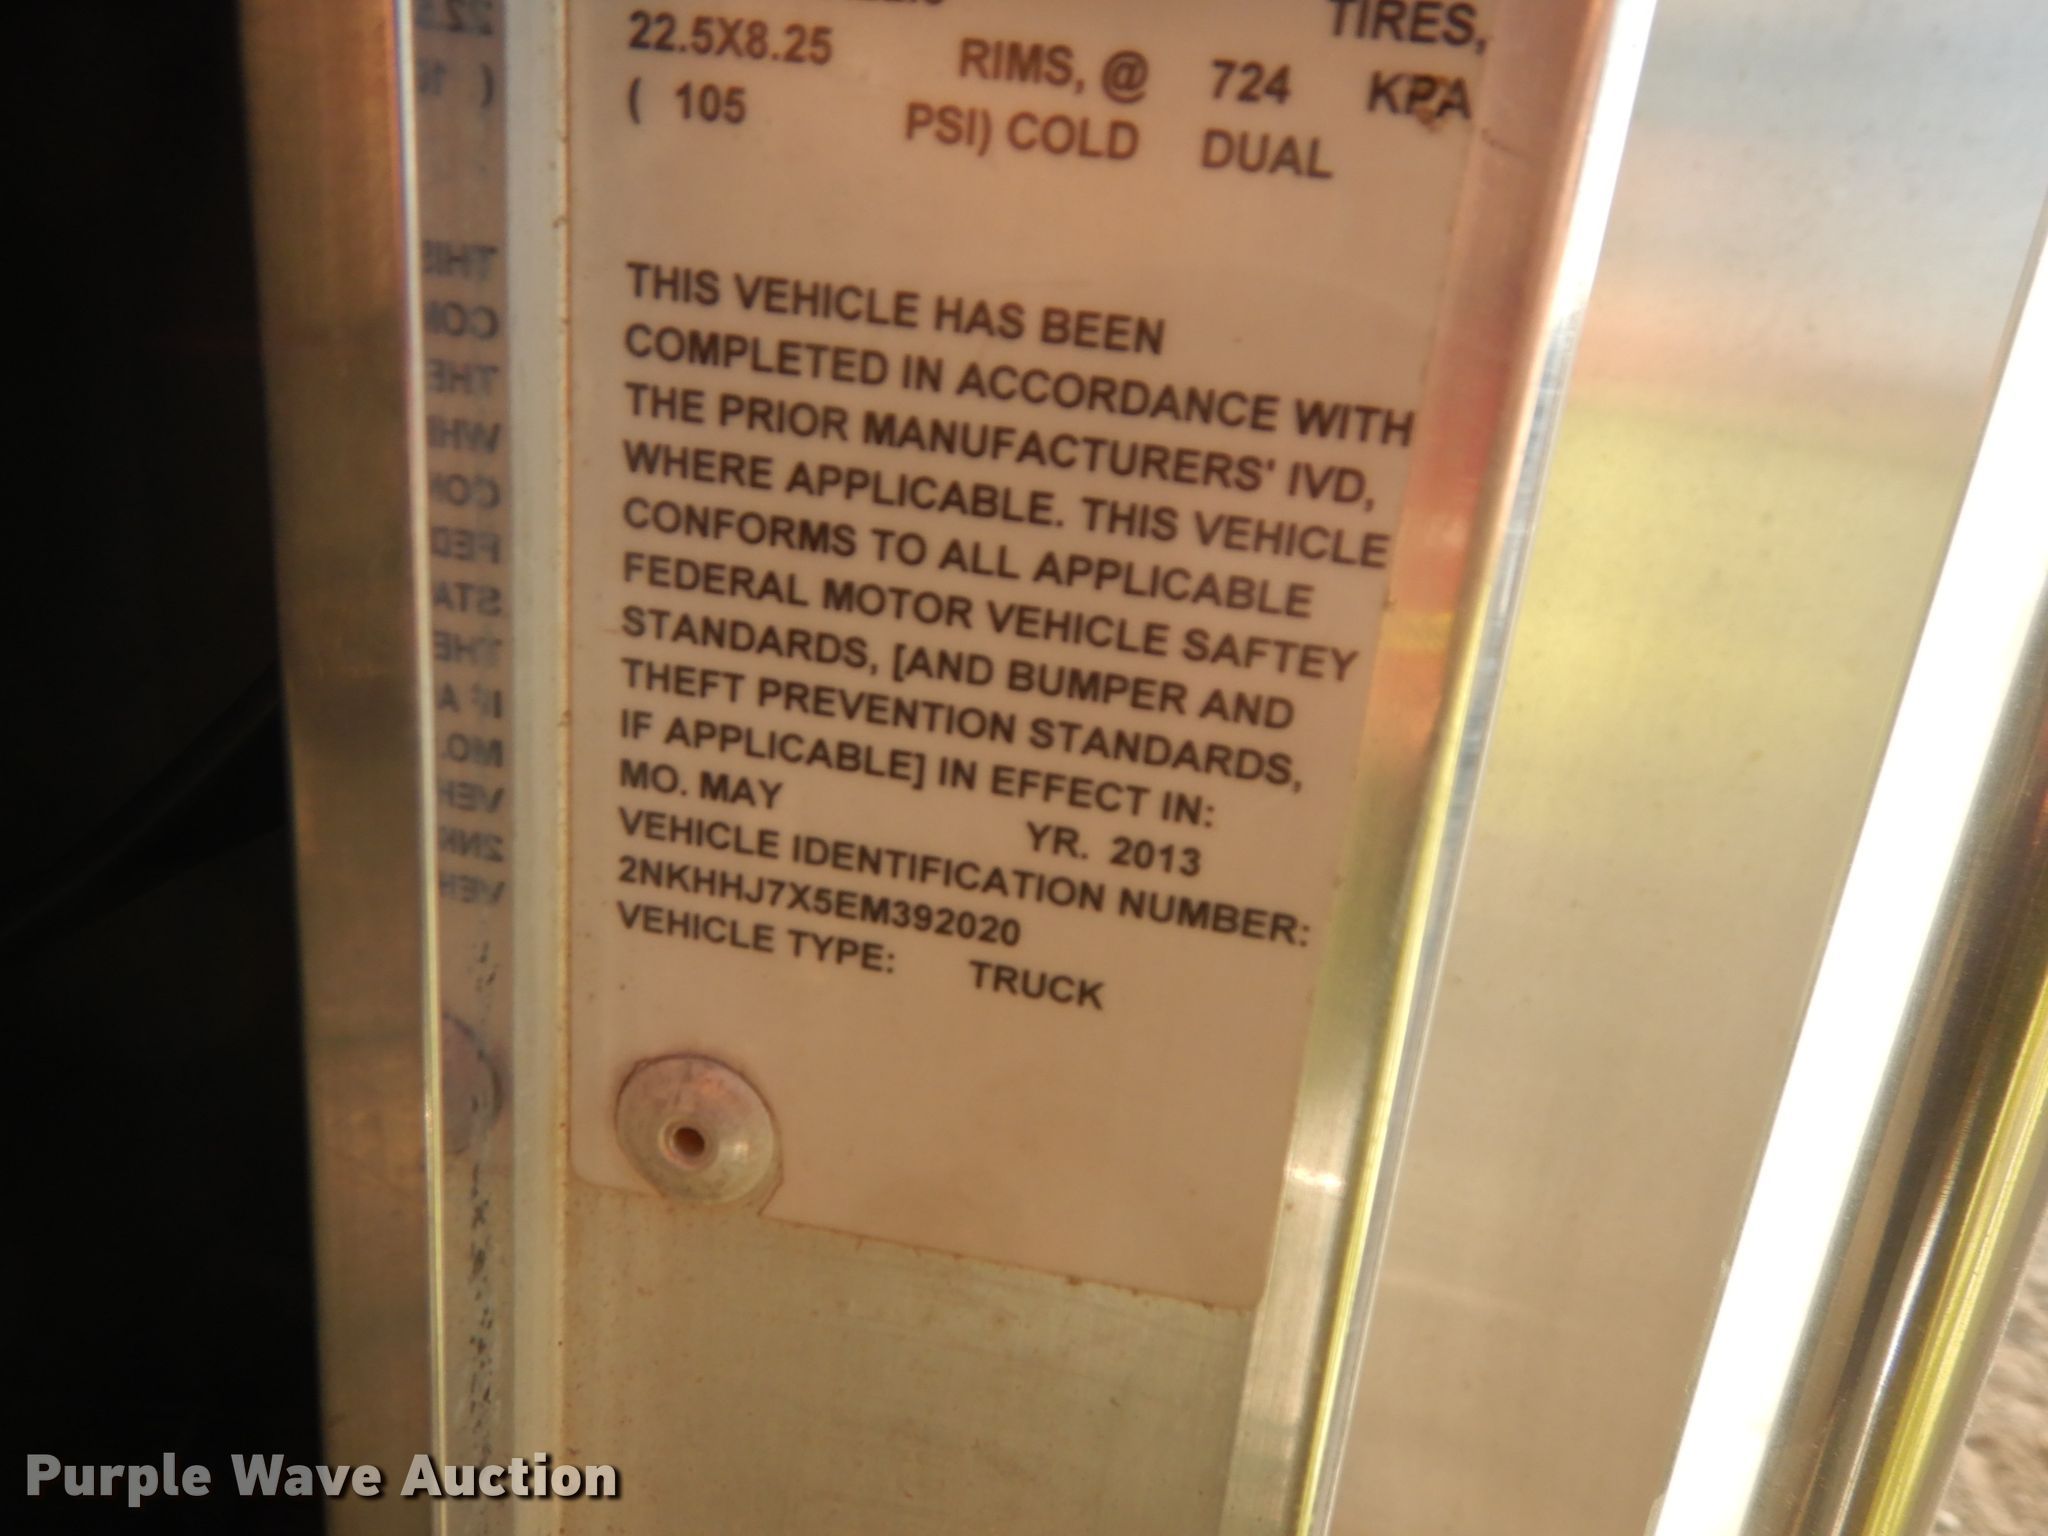 TIRES,
22.5X8.25 RIMS, @ 724 KPA
( 105 PSI) COLD DUAL
THIS VEHICLE HAS BEEN
COMPLETED IN ACCORDANCE WITH
THE PRIOR MANUFACTURERS' IVD,
WHERE APPLICABLE. THIS VEHICLE
CONFORMS TO ALL APPLICABLE
FEDERAL MOTOR VEHICLE SAFTEY
STANDARDS, [AND BUMPER AND
THEFT PREVENTION STANDARDS,
IF APPLICABLE] IN EFFECT IN:
MO. MAY YR. 2013
VEHICLE IDENTIFICATION NUMBER:
2NKHHJ7X5EM392020
VEHICLE TYPE: TRUCK
Purple Wave Auction